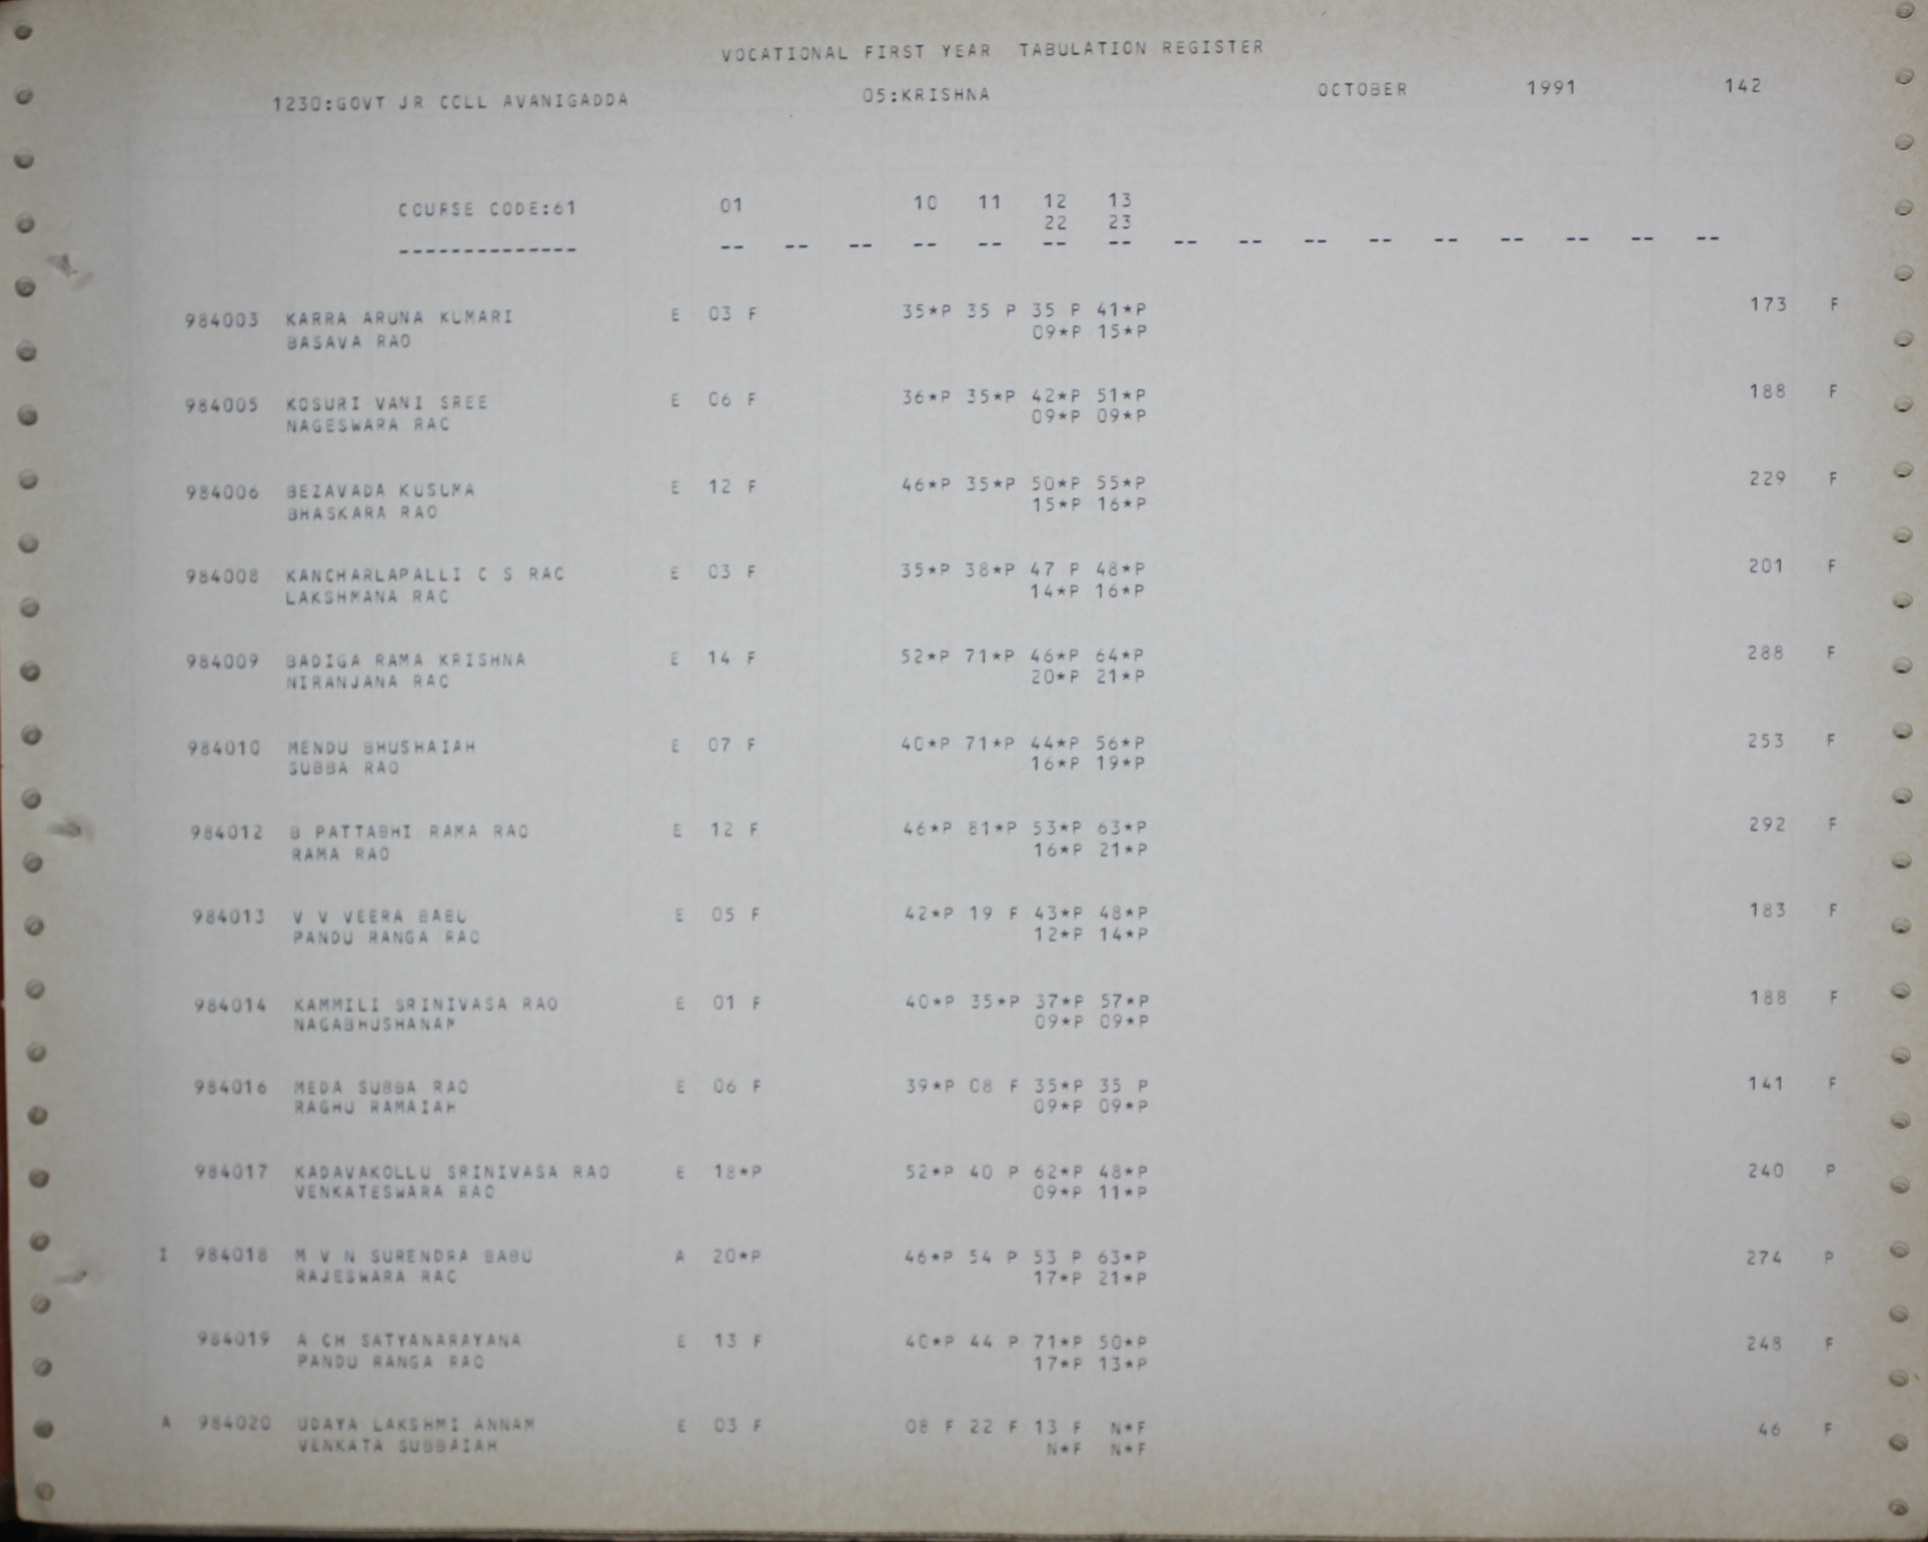 VOCATIONAL FIRST YEAR TABULATION REGISTER
1230:GOVT JR COLL AVANIGADDA 05:KRISHNA OCTOBER 1991 142
COURSE CODE:61 01 10 11 12 13
22 23
-------------- -- -- -- -- -- -- -- -- -- -- -- -- -- -- -- --
984003 KARRA ARUNA KUMARI E 03 F 35*P 35 P 35 P 41*P 173 F
BASAVA RAO 09*P 15*P
984005 KOSURI VANI SREE E 06 F 36*P 35*P 42*P 51*P 188 F
NAGESWARA RAO 09*P 09*P
984006 BEZAVADA KUSUMA E 12 F 46*P 35*P 50*P 55*P 229 F
BHASKARA RAO 15*P 16*P
984008 KANCHARLAPALLI C S RAO E 03 F 35*P 38*P 47 P 48*P 201 F
LAKSHMANA RAO 14*P 16*P
984009 BADIGA RAMA KRISHNA E 14 F 52*P 71*P 46*P 64*P 288 F
NIRANJANA RAO 20*P 21*P
984010 MENDU BHUSHAIAH E 07 F 40*P 71*P 44*P 56*P 253 F
SUBBA RAO 16*P 19*P
984012 B PATTABHI RAMA RAO E 12 F 46*P 81*P 53*P 63*P 292 F
RAMA RAO 16*P 21*P
984013 V V VEERA BABU E 05 F 42*P 19 F 43*P 48*P 183 F
PANDU RANGA RAO 12*P 14*P
984014 KAMMILI SRINIVASA RAO E 01 F 40*P 35*P 37*P 57*P 188 F
NAGABHUSHANAM 09*P 09*P
984016 MEDA SUBBA RAO E 06 F 39*P 08 F 35*P 35 P 141 F
RAGHU RAMAIAH 09*P 09*P
984017 KADAVAKOLLU SRINIVASA RAO E 18*P 52*P 40 P 62*P 48*P 240 P
VENKATESWARA RAO 09*P 11*P
I 984018 M V N SURENDRA BABU A 20*P 46*P 54 P 53 P 63*P 274 P
RAJESWARA RAO 17*P 21*P
984019 A CH SATYANARAYANA E 13 F 40*P 44 P 71*P 50*P 248 F
PANDU RANGA RAO 17*P 13*P
A 984020 UDAYA LAKSHMI ANNAM E 03 F 08 F 22 F 13 F N*F 46 F
VENKATA SUBBAIAH N*F N*F